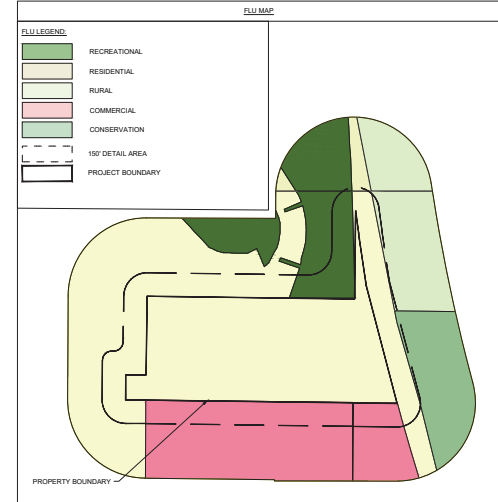 FLU MAP
FLU LEGEND:
RECREATIONAL
RESIDENTIAL
RURAL
COMMERCIAL
CONSERVATION
150' DETAIL AREA
PROJECT BOUNDARY
PROPERTY BOUNDARY